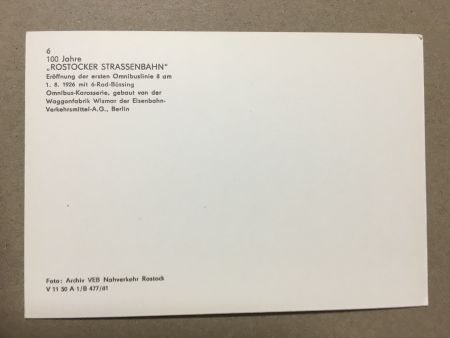 6
100 Jahre
„ROSTOCKER STRASSENBAHN“
Eröffnung der ersten Omnibuslinie 8 am
1. 8. 1926 mit 6-Rad-Büssing
Omnibus-Karosserie, gebaut von der
Waggonfabrik Wismar der Eisenbahn-
Verkehrsmittel-A.G., Berlin
Foto: Archiv VEB Nahverkehr Rostock
V 11 50 A 1/B 477/81